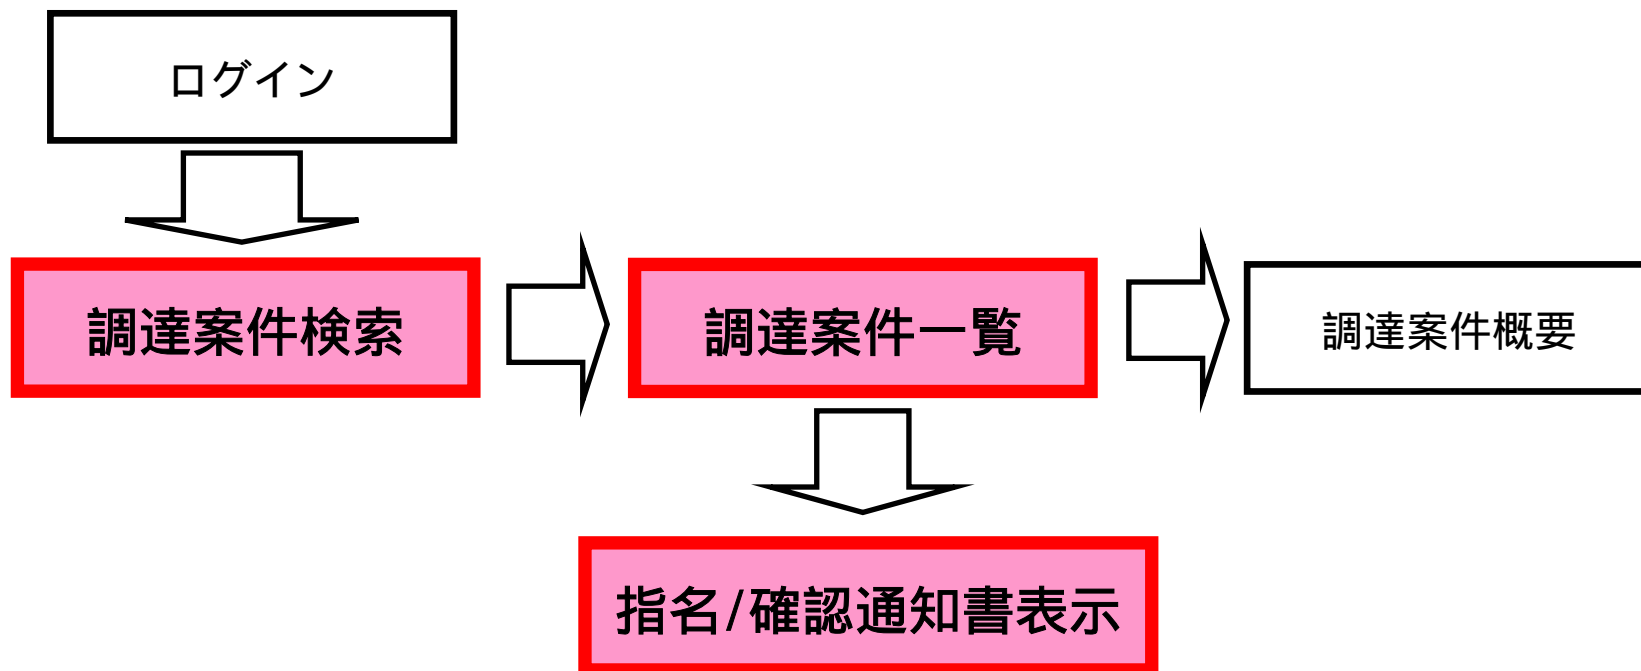 ログイン
調達案件検索
調達案件一覧
調達案件概要
指名/確認通知書表示